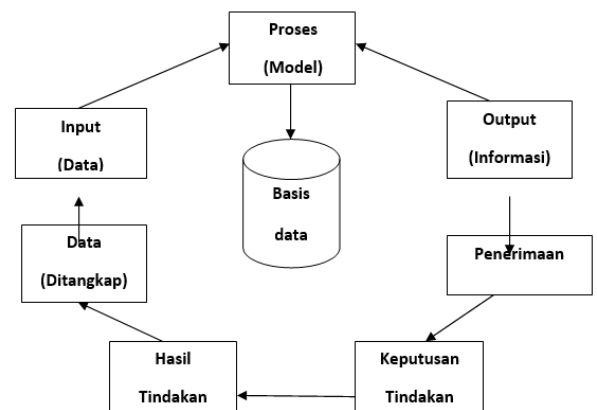 Proses
(Model)
Input
(Data)
Output
(Informasi)
Basis
data
Data
(Ditangkap)
Penerimaan
Hasil
Tindakan
Keputusan
Tindakan